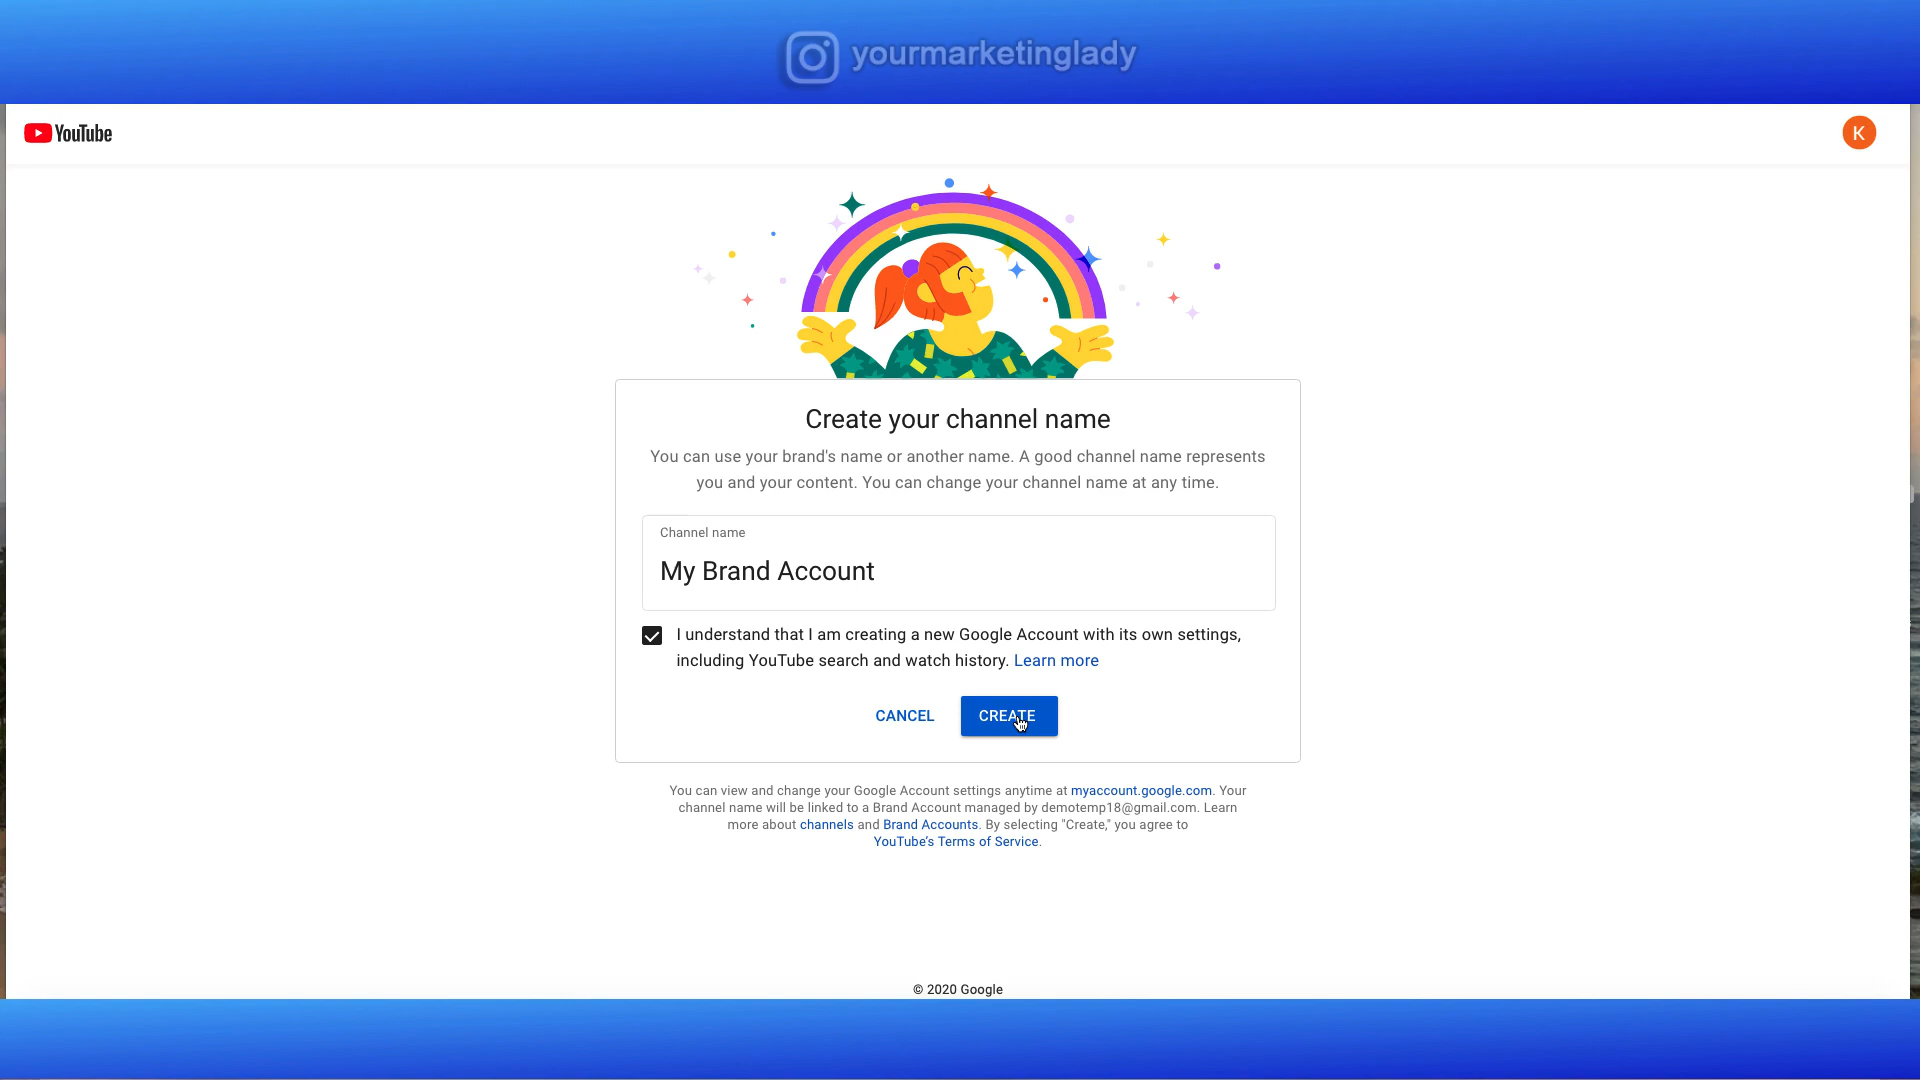 yourmarketinglady
YouTube
K
Create your channel name
You can use your brand's name or another name. A good channel name represents
you and your content. You can change your channel name at any time.
Channel name
My Brand Account
I understand that I am creating a new Google Account with its own settings,
including YouTube search and watch history. Learn more
CANCEL CREATE
You can view and change your Google Account settings anytime at myaccount.google.com. Your
channel name will be linked to a Brand Account managed by demotemp18@gmail.com. Learn
more about channels and Brand Accounts. By selecting "Create," you agree to
YouTube's Terms of Service.
© 2020 Google